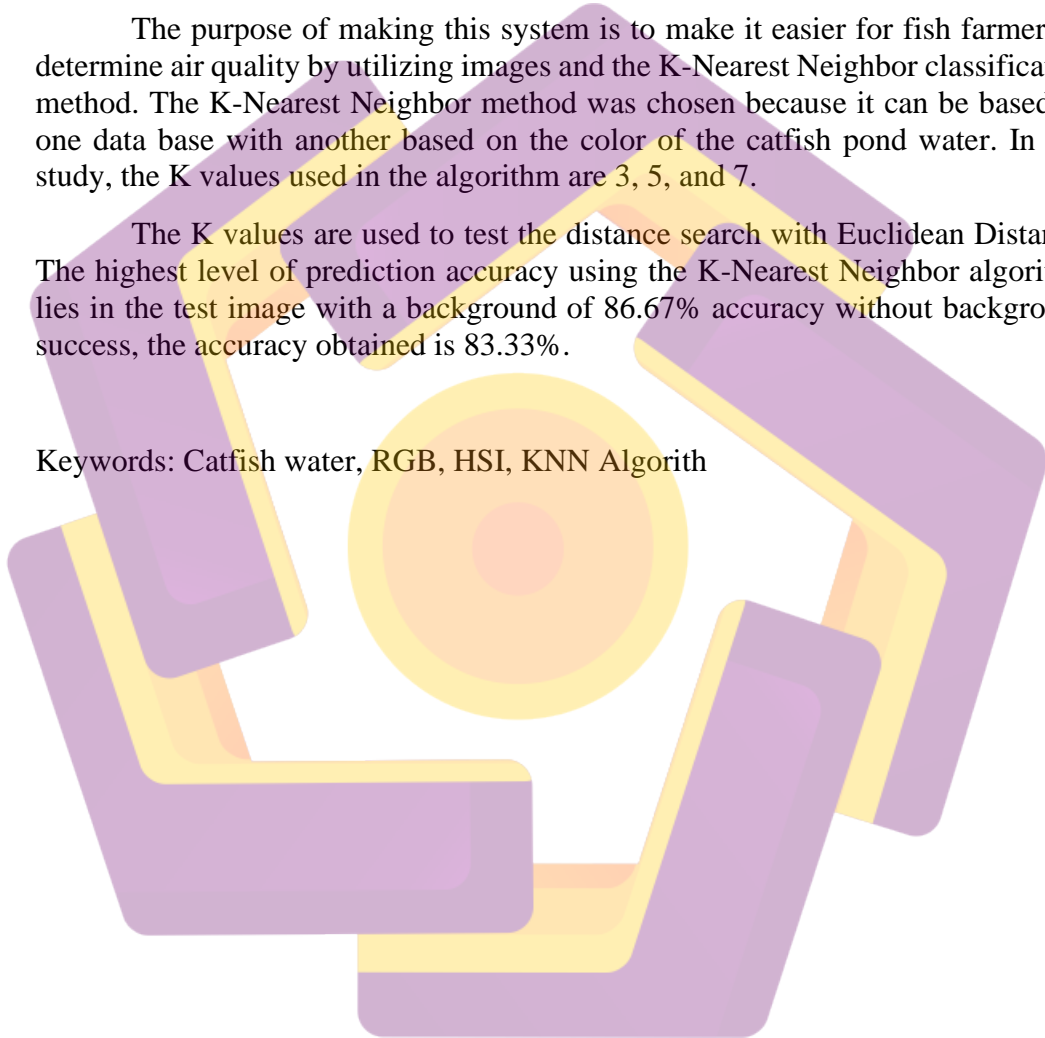 The purpose of making this system is to make it easier for fish farmer
determine air quality by utilizing images and the K-Nearest Neighbor classifica
method. The K-Nearest Neighbor method was chosen because it can be based
one data base with another based on the color of the catfish pond water. In
study, the K values used in the algorithm are 3, 5, and 7.
The K values are used to test the distance search with Euclidean Distan
The highest level of prediction accuracy using the K-Nearest Neighbor algorit
lies in the test image with a background of 86.67% accuracy without backgro
success, the accuracy obtained is 83.33%.
Keywords: Catfish water, RGB, HSI, KNN Algorith